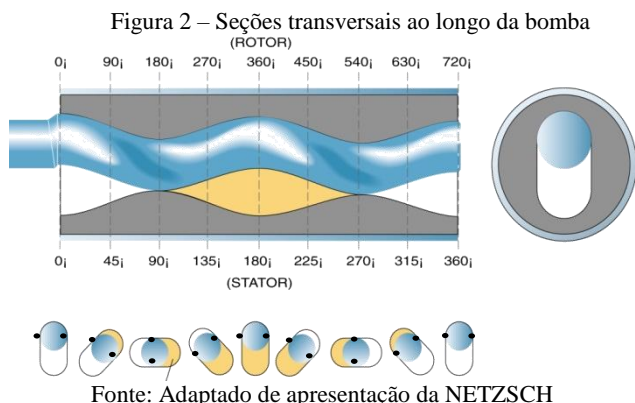 Figura 2 – Seções transversais ao longo da bomba
(ROTOR)
0¡ 90¡ 180¡ 270¡ 360¡ 450¡ 540¡ 630¡ 720¡
0¡ 45¡ 90¡ 135¡ 180¡ 225¡ 270¡ 315¡ 360¡
(STATOR)
Fonte: Adaptado de apresentação da NETZSCH